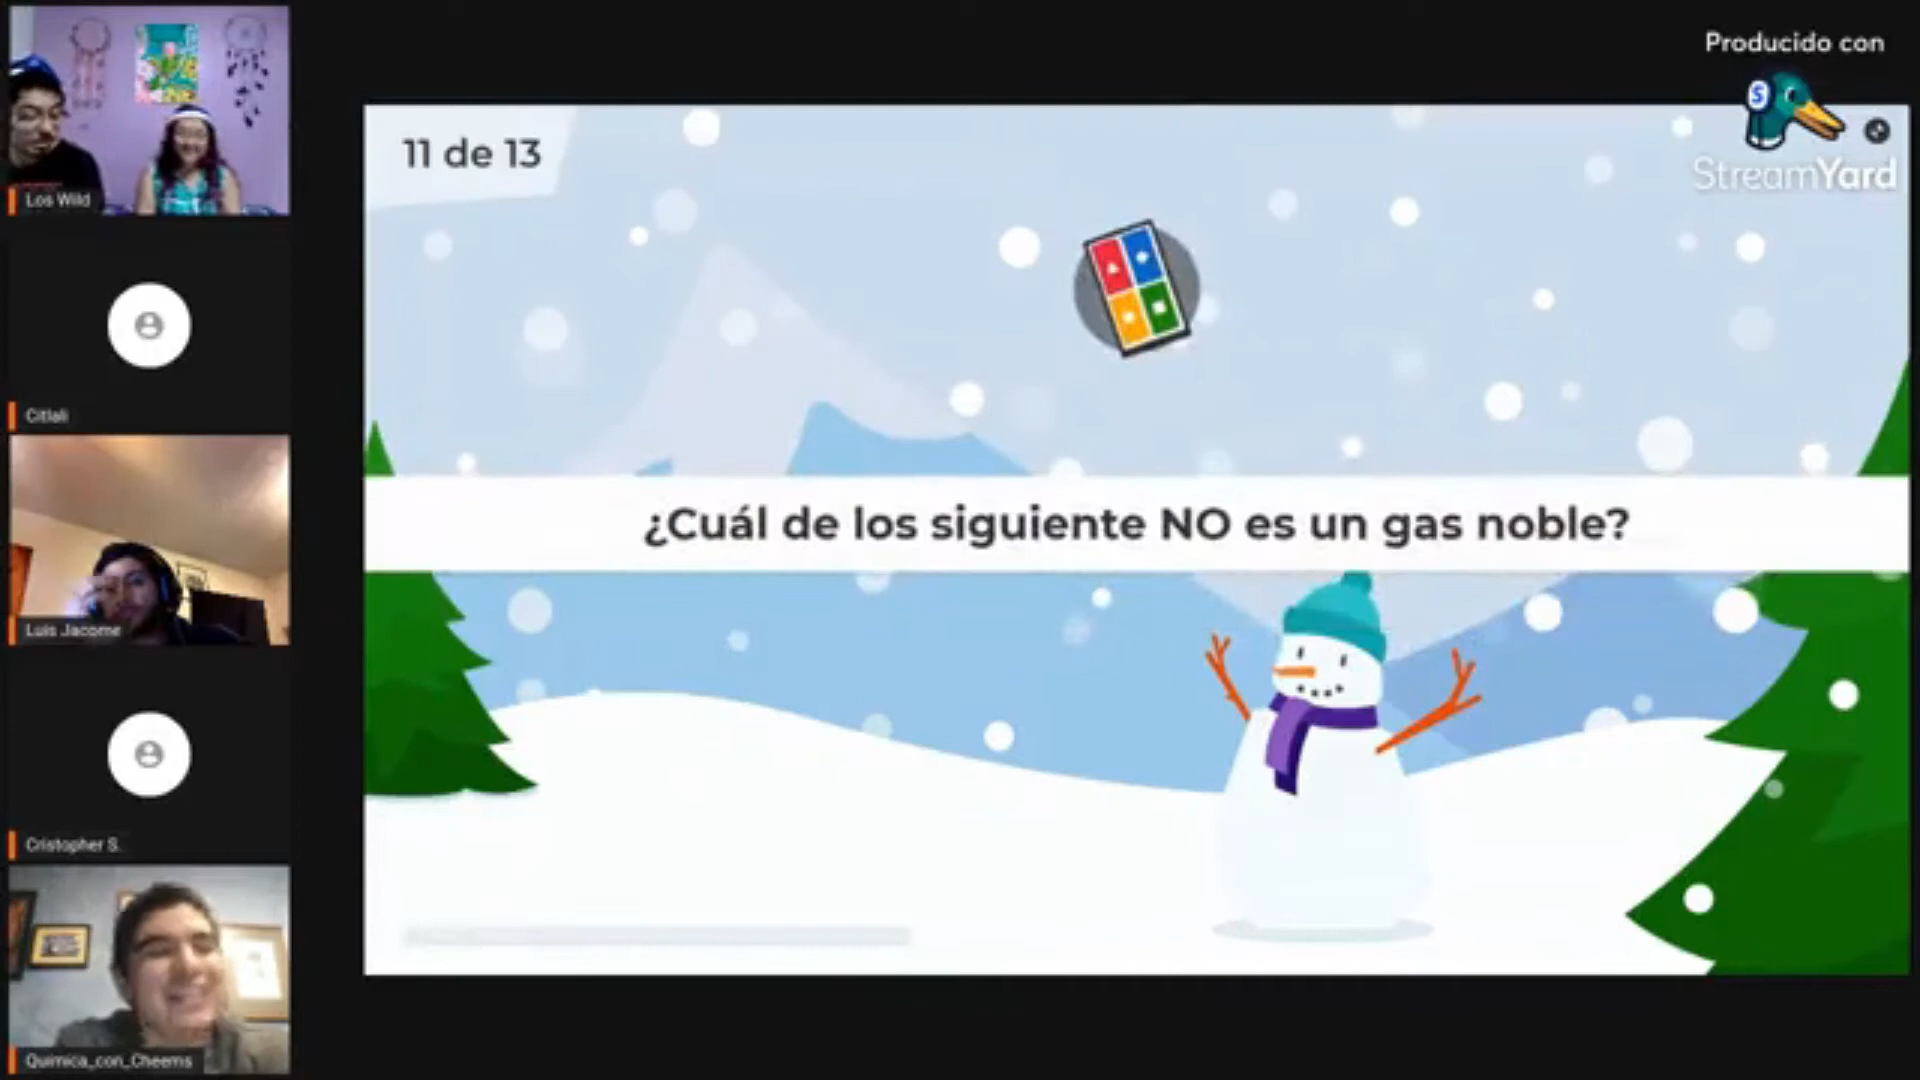 Producido con
StreamYard
11 de 13
¿Cuál de los siguiente NO es un gas noble?
Los Wild
Citlali
Luis Jacome
Cristopher S.
Quimica_con_Cheems